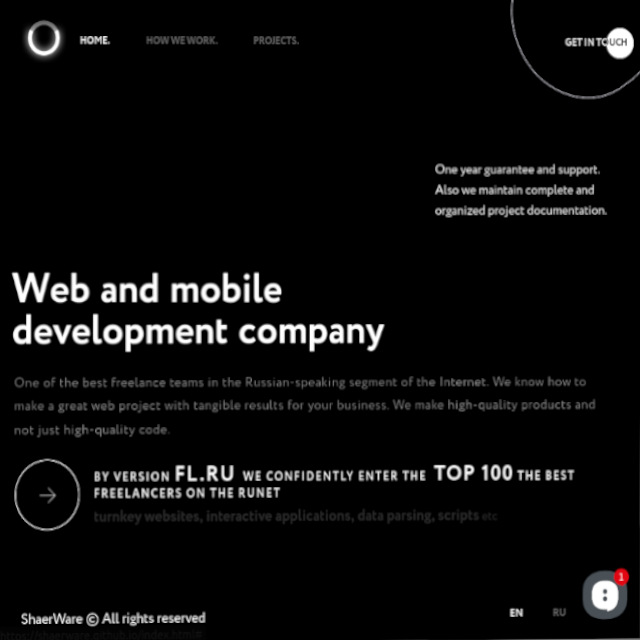 HOME.
HOW WE WORK.
PROJECTS.
GET IN TOUCH
One year guarantee and support.
Also we maintain complete and
organized project documentation.
Web and mobile
development company
One of the best freelance teams in the Russian-speaking segment of the Internet. We know how to
make a great web project with tangible results for your business. We make high-quality products and
not just high-quality code.
BY VERSION FL.RU WE CONFIDENTLY ENTER THE TOP 100 THE BEST
FREELANCERS ON THE RUNET
turnkey websites, interactive applications, data parsing, scripts etc
ShaerWare © All rights reserved
EN
RU
1